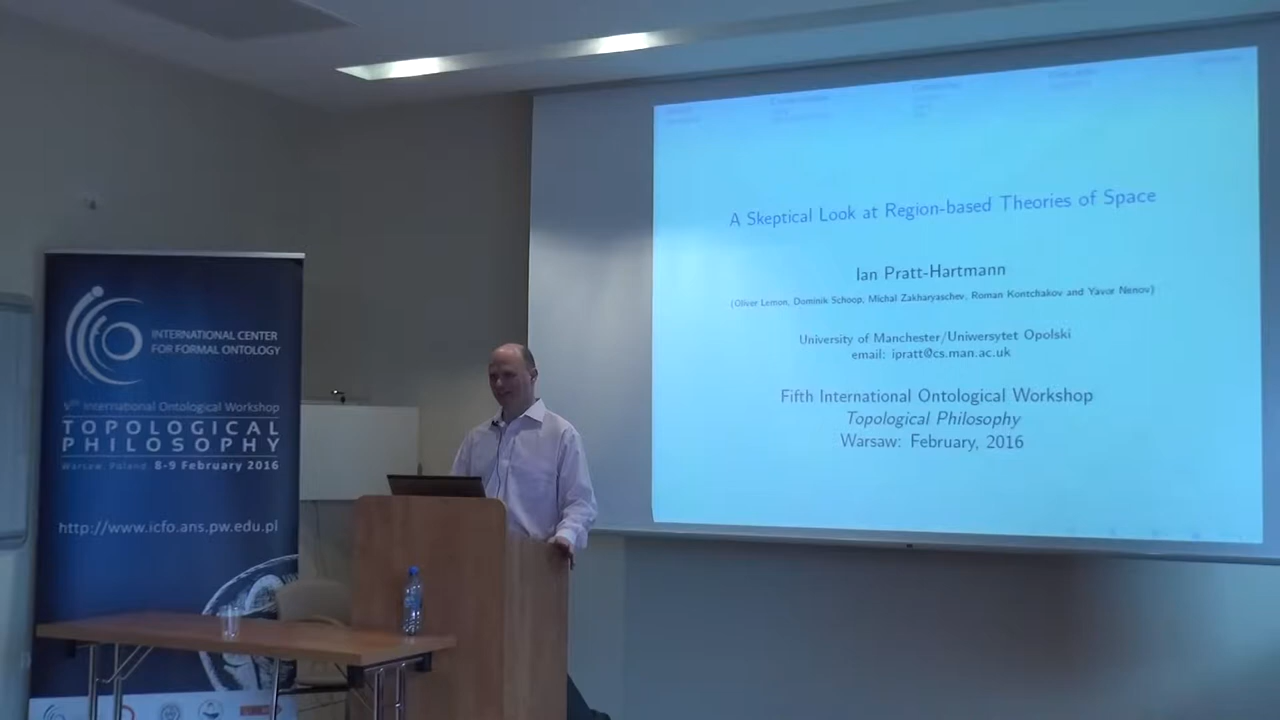 INTERNATIONAL CENTER
FOR FORMAL ONTOLOGY
5th International Ontological Workshop
TOPOLOGICAL
PHILOSOPHY
Warsaw, Poland 8-9 February 2016
http://www.icfo.ans.pw.edu.pl
A Skeptical Look at Region-based Theories of Space
Ian Pratt-Hartmann
(Oliver Lemon, Dominik Schoop, Michal Zakharyaschev, Roman Kontchakov and Yavor Nenov)
University of Manchester/Uniwersytet Opolski
email: ipratt@cs.man.ac.uk
Fifth International Ontological Workshop
Topological Philosophy
Warsaw: February, 2016